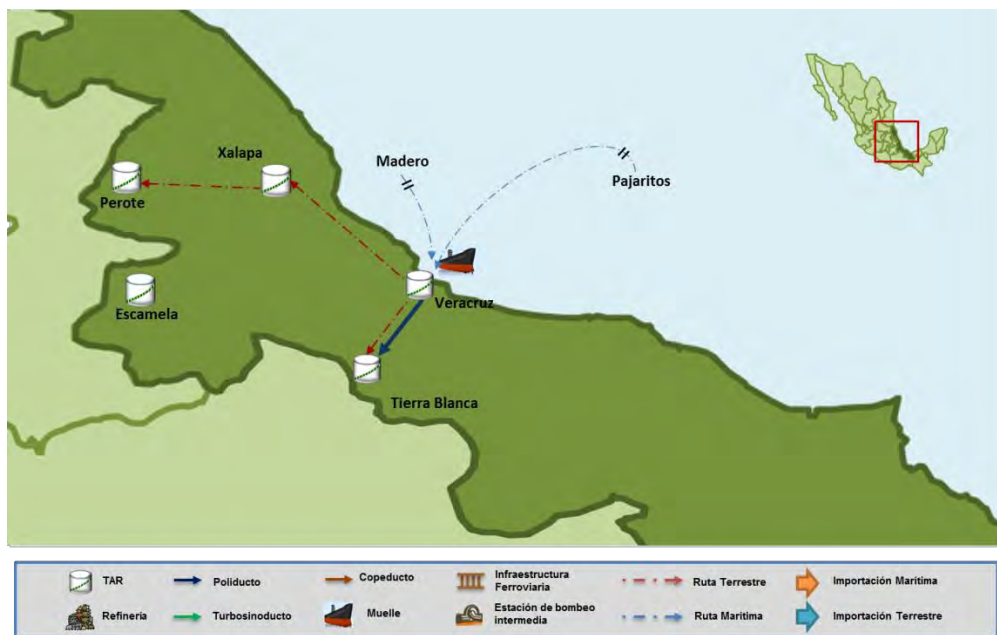 Xalapa
Madero
Pajaritos
Perote
Escamela
Veracruz
Tierra Blanca
TAR
Poliducto
Copeducto
Infraestructura
Ferroviaria
Ruta Terrestre
Importación Marítima
Refinería
Turbosinoducto
Muelle
Estación de bombeo
intermedia
Ruta Marítima
Importación Terrestre